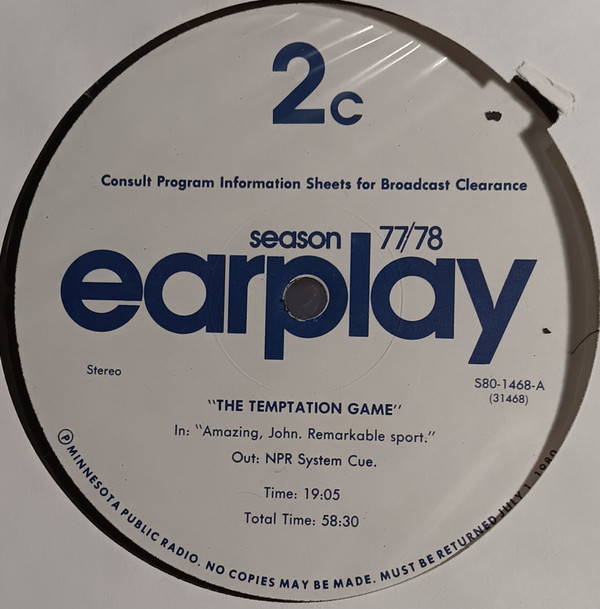 2c
Consult Program Information Sheets for Broadcast Clearance
season 77/78
earplay
Stereo
S80-1468-A
(31468)
"THE TEMPTATION GAME"
In: "Amazing, John. Remarkable sport."
Out: NPR System Cue.
Time: 19:05
Total Time: 58:30
Ⓟ MINNESOTA PUBLIC RADIO. NO COPIES MAY BE MADE. MUST BE RETURNED JULY 1, 1980